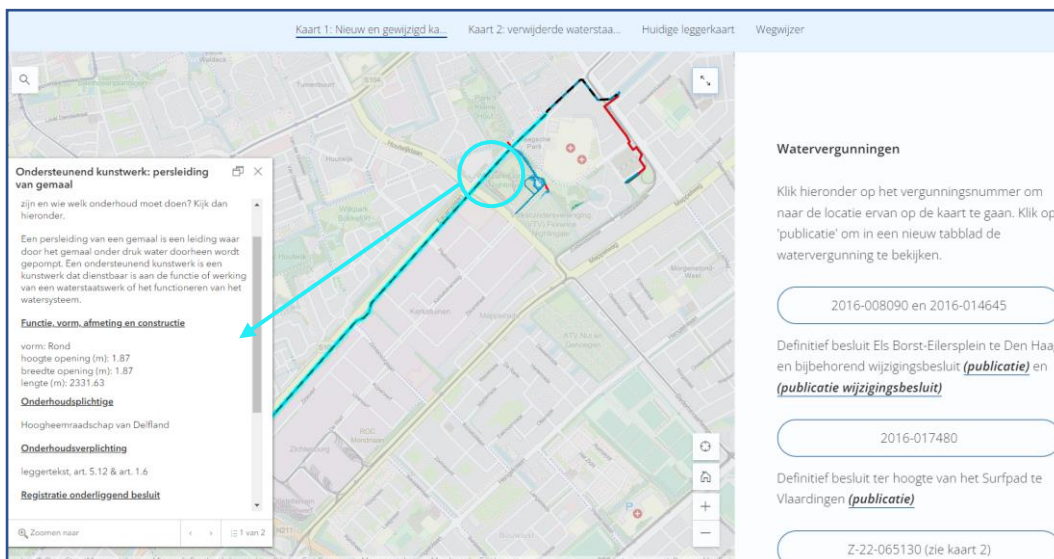 Kaart 1: Nieuw en gewijzigd ka...
Kaart 2: verwijderde waterstaa...
Huidige leggerkaart
Wegwijzer
Ondersteunend kunstwerk: persleiding
van gemaal
zijn en wie welk onderhoud moet doen? Kijk dan
hieronder.
Een persleiding van een gemaal is een leiding waar
door het gemaal onder druk water doorheen wordt
gepompt. Een ondersteunend kunstwerk is een
kunstwerk dat dienstbaar is aan de functie of werking
van een waterstaatswerk of het functioneren van het
watersysteem.
Functie, vorm, afmeting en constructie
vorm: Rond
hoogte opening (m): 1.87
breedte opening (m): 1.87
lengte (m): 2331.63
Onderhoudsplichtige
Hoogheemraadschap van Delfland
Onderhoudsverplichting
leggertekst, art. 5.12 & art. 1.6
Registratie onderliggend besluit
Zoomen naar
1 van 2
Houtwijk
Kerketuinen
Morgenstond-
West
ROC
Mondriaan
N211
Watervergunningen
Klik hieronder op het vergunningsnummer om
naar de locatie ervan op de kaart te gaan. Klik op
'publicatie' om in een nieuw tabblad de
watervergunning te bekijken.
2016-008090 en 2016-014645
Definitief besluit Els Borst-Eilersplein te Den Haag
en bijbehorend wijzigingsbesluit (publicatie) en
(publicatie wijzigingsbesluit)
2016-017480
Definitief besluit ter hoogte van het Surfpad te
Vlaardingen (publicatie)
Z-22-065130 (zie kaart 2)